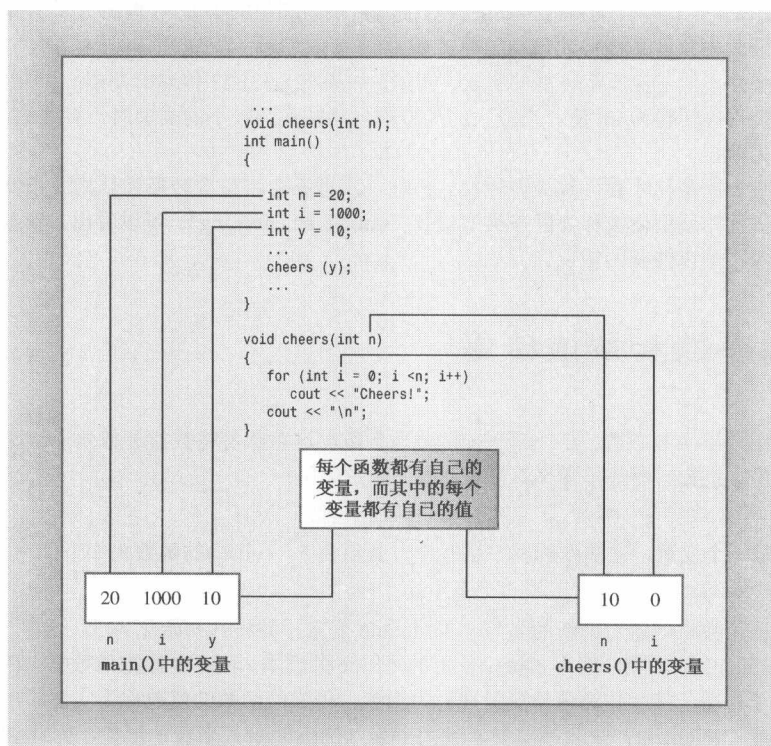 ...
void cheers(int n);
int main()
{
int n = 20;
int i = 1000;
int y = 10;
...
cheers (y);
...
}
void cheers(int n)
{
for (int i = 0; i <n; i++)
cout << "Cheers!";
cout << "\n";
}
每个函数都有自己的
变量，而其中的每个
变量都有自己的值
20 1000 10
n i y
main()中的变量
10 0
n i
cheers()中的变量